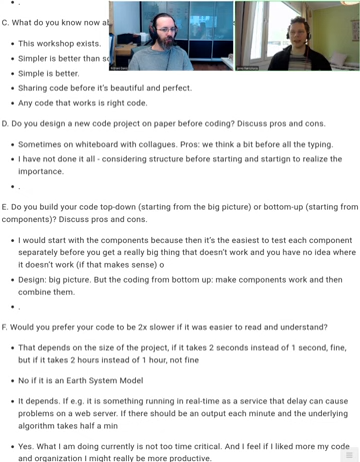 .
C. What do you know now al
This workshop exists.
Simpler is better than so
Simple is better.
Sharing code before it's beautiful and perfect.
Any code that works is right code.
D. Do you design a new code project on paper before coding? Discuss pros and cons.
Sometimes on whiteboard with collagues. Pros: we think a bit before all the typing.
I have not done it all - considering structure before starting and startign to realize the
importance.
.
E. Do you build your code top-down (starting from the big picture) or bottom-up (starting from
components)? Discuss pros and cons.
I would start with the components because then it's the easiest to test each component
separately before you get a really big thing that doesn't work and you have no idea where
it doesn't work (if that makes sense) o
Design: big picture. But the coding from bottom up: make components work and then
combine them.
.
F. Would you prefer your code to be 2x slower if it was easier to read and understand?
That depends on the size of the project, if it takes 2 seconds instead of 1 second, fine,
but if it takes 2 hours instead of 1 hour, not fine
No if it is an Earth System Model
It depends. If e.g. it is something running in real-time as a service that delay can cause
problems on a web server. If there should be an output each minute and the underlying
algorithm takes half a min
Yes. What I am doing currently is not too time critical. And I feel if I liked more my code
and organization I might really be more productive.